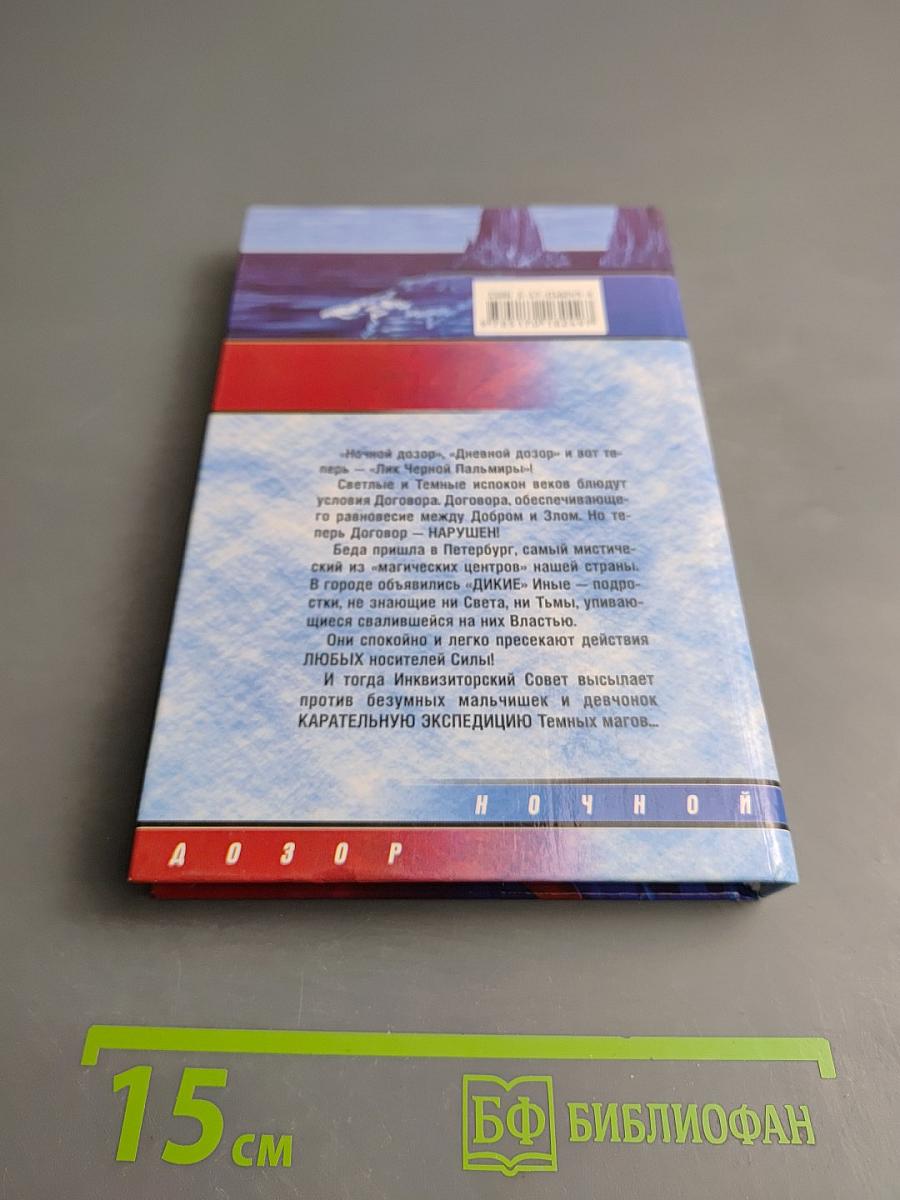 «Ночной дозор», «Дневной дозор» и вот те-
перь — «Лик Черной Пальмиры»!
Светлые и Темные испокон веков блюдут
условия Договора. Договора, обеспечивающе-
го равновесие между Добром и Злом. Но те-
перь Договор — НАРУШЕН!
Беда пришла в Петербург, самый мистиче-
ский из «магических центров» нашей страны.
В городе объявились «ДИКИЕ» Иные — подро-
стки, не знающие ни Света, ни Тьмы, упиваю-
щиеся свалившейся на них Властью.
Они спокойно и легко пресекают действия
ЛЮБЫХ носителей Силы!
И тогда Инквизиторский Совет высылает
против безумных мальчишек и девчонок
КАРАТЕЛЬНУЮ ЭКСПЕДИЦИЮ Темных магов...
НОЧНОЙ
ДОЗОР
15 см
БФ БИБЛИОФАН